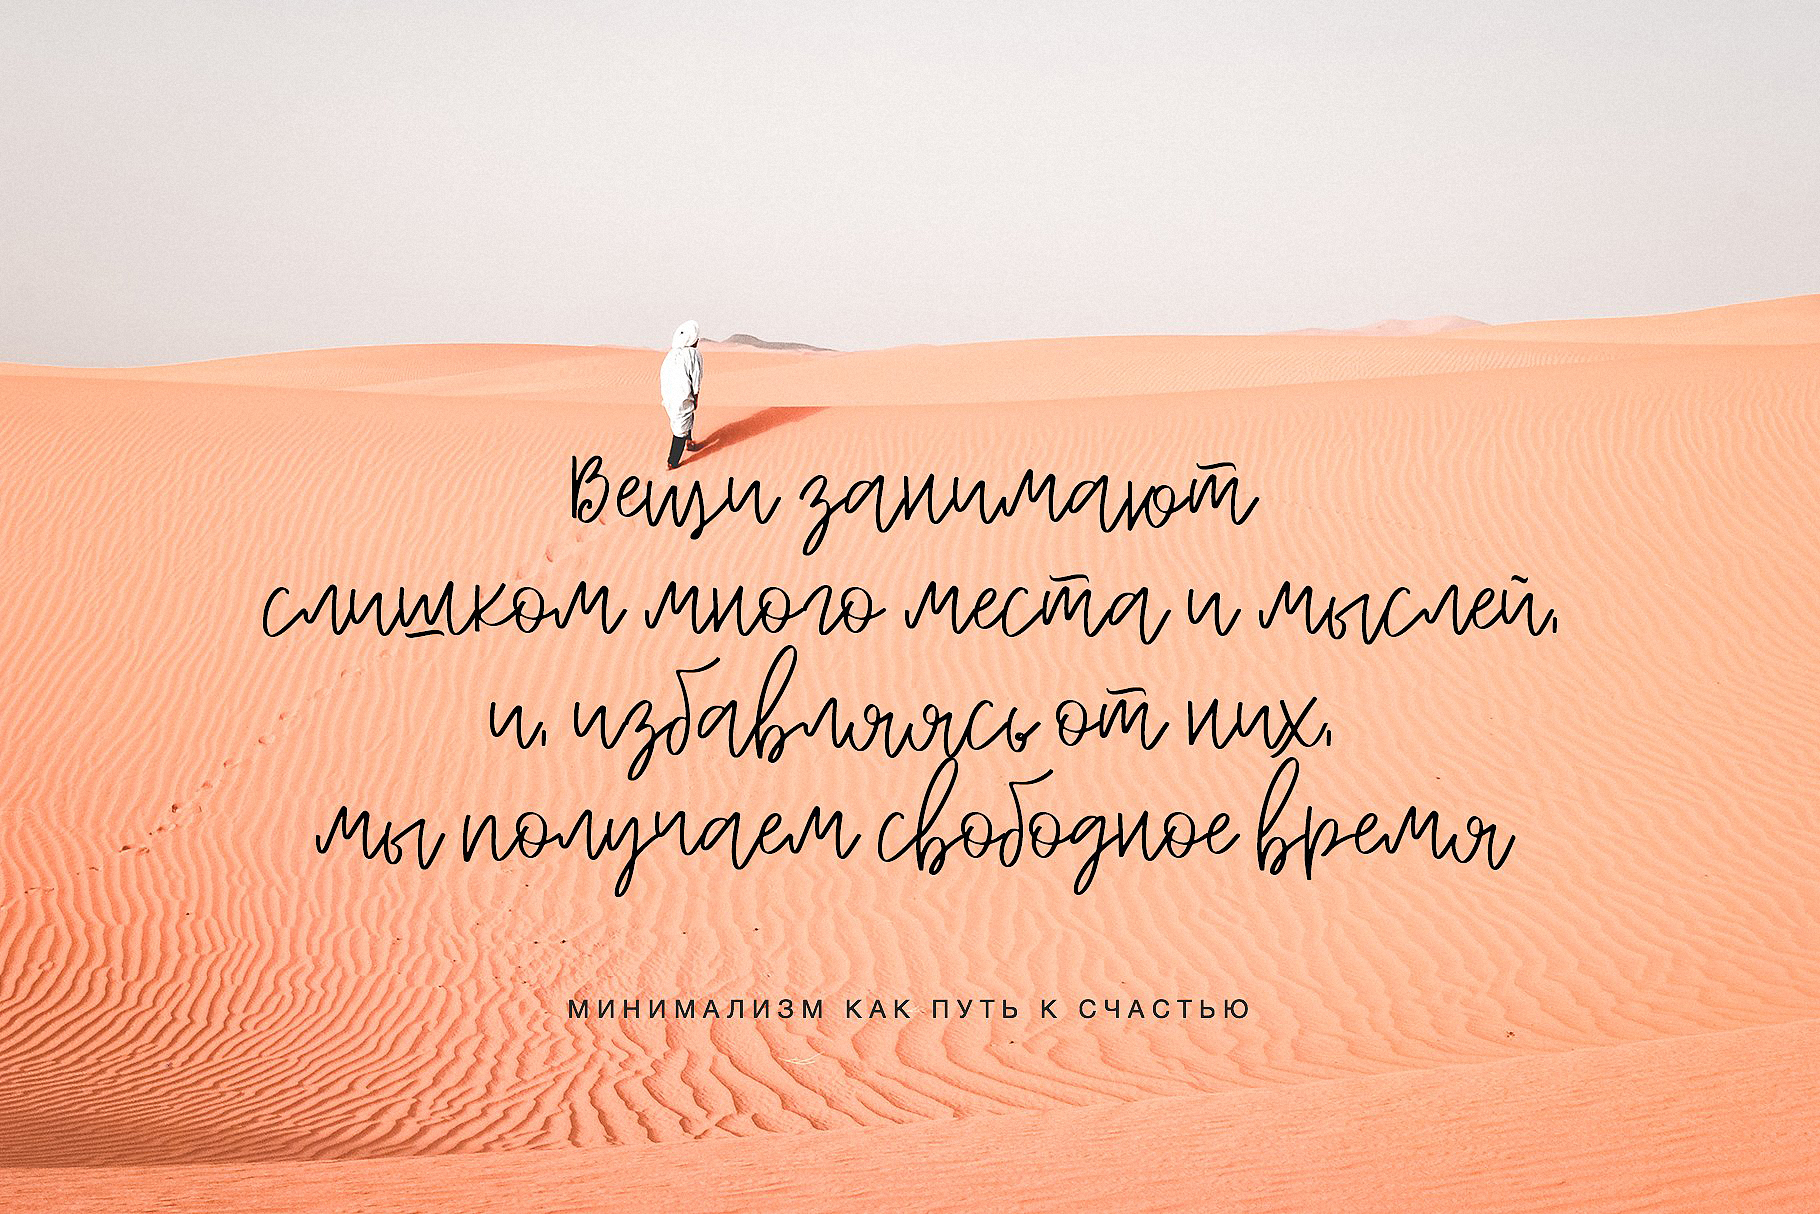 Вещи занимают
слишком много места и мыслей,
и, избавляясь от них,
мы получаем свободное время
МИНИМАЛИЗМ КАК ПУТЬ К СЧАСТЬЮ